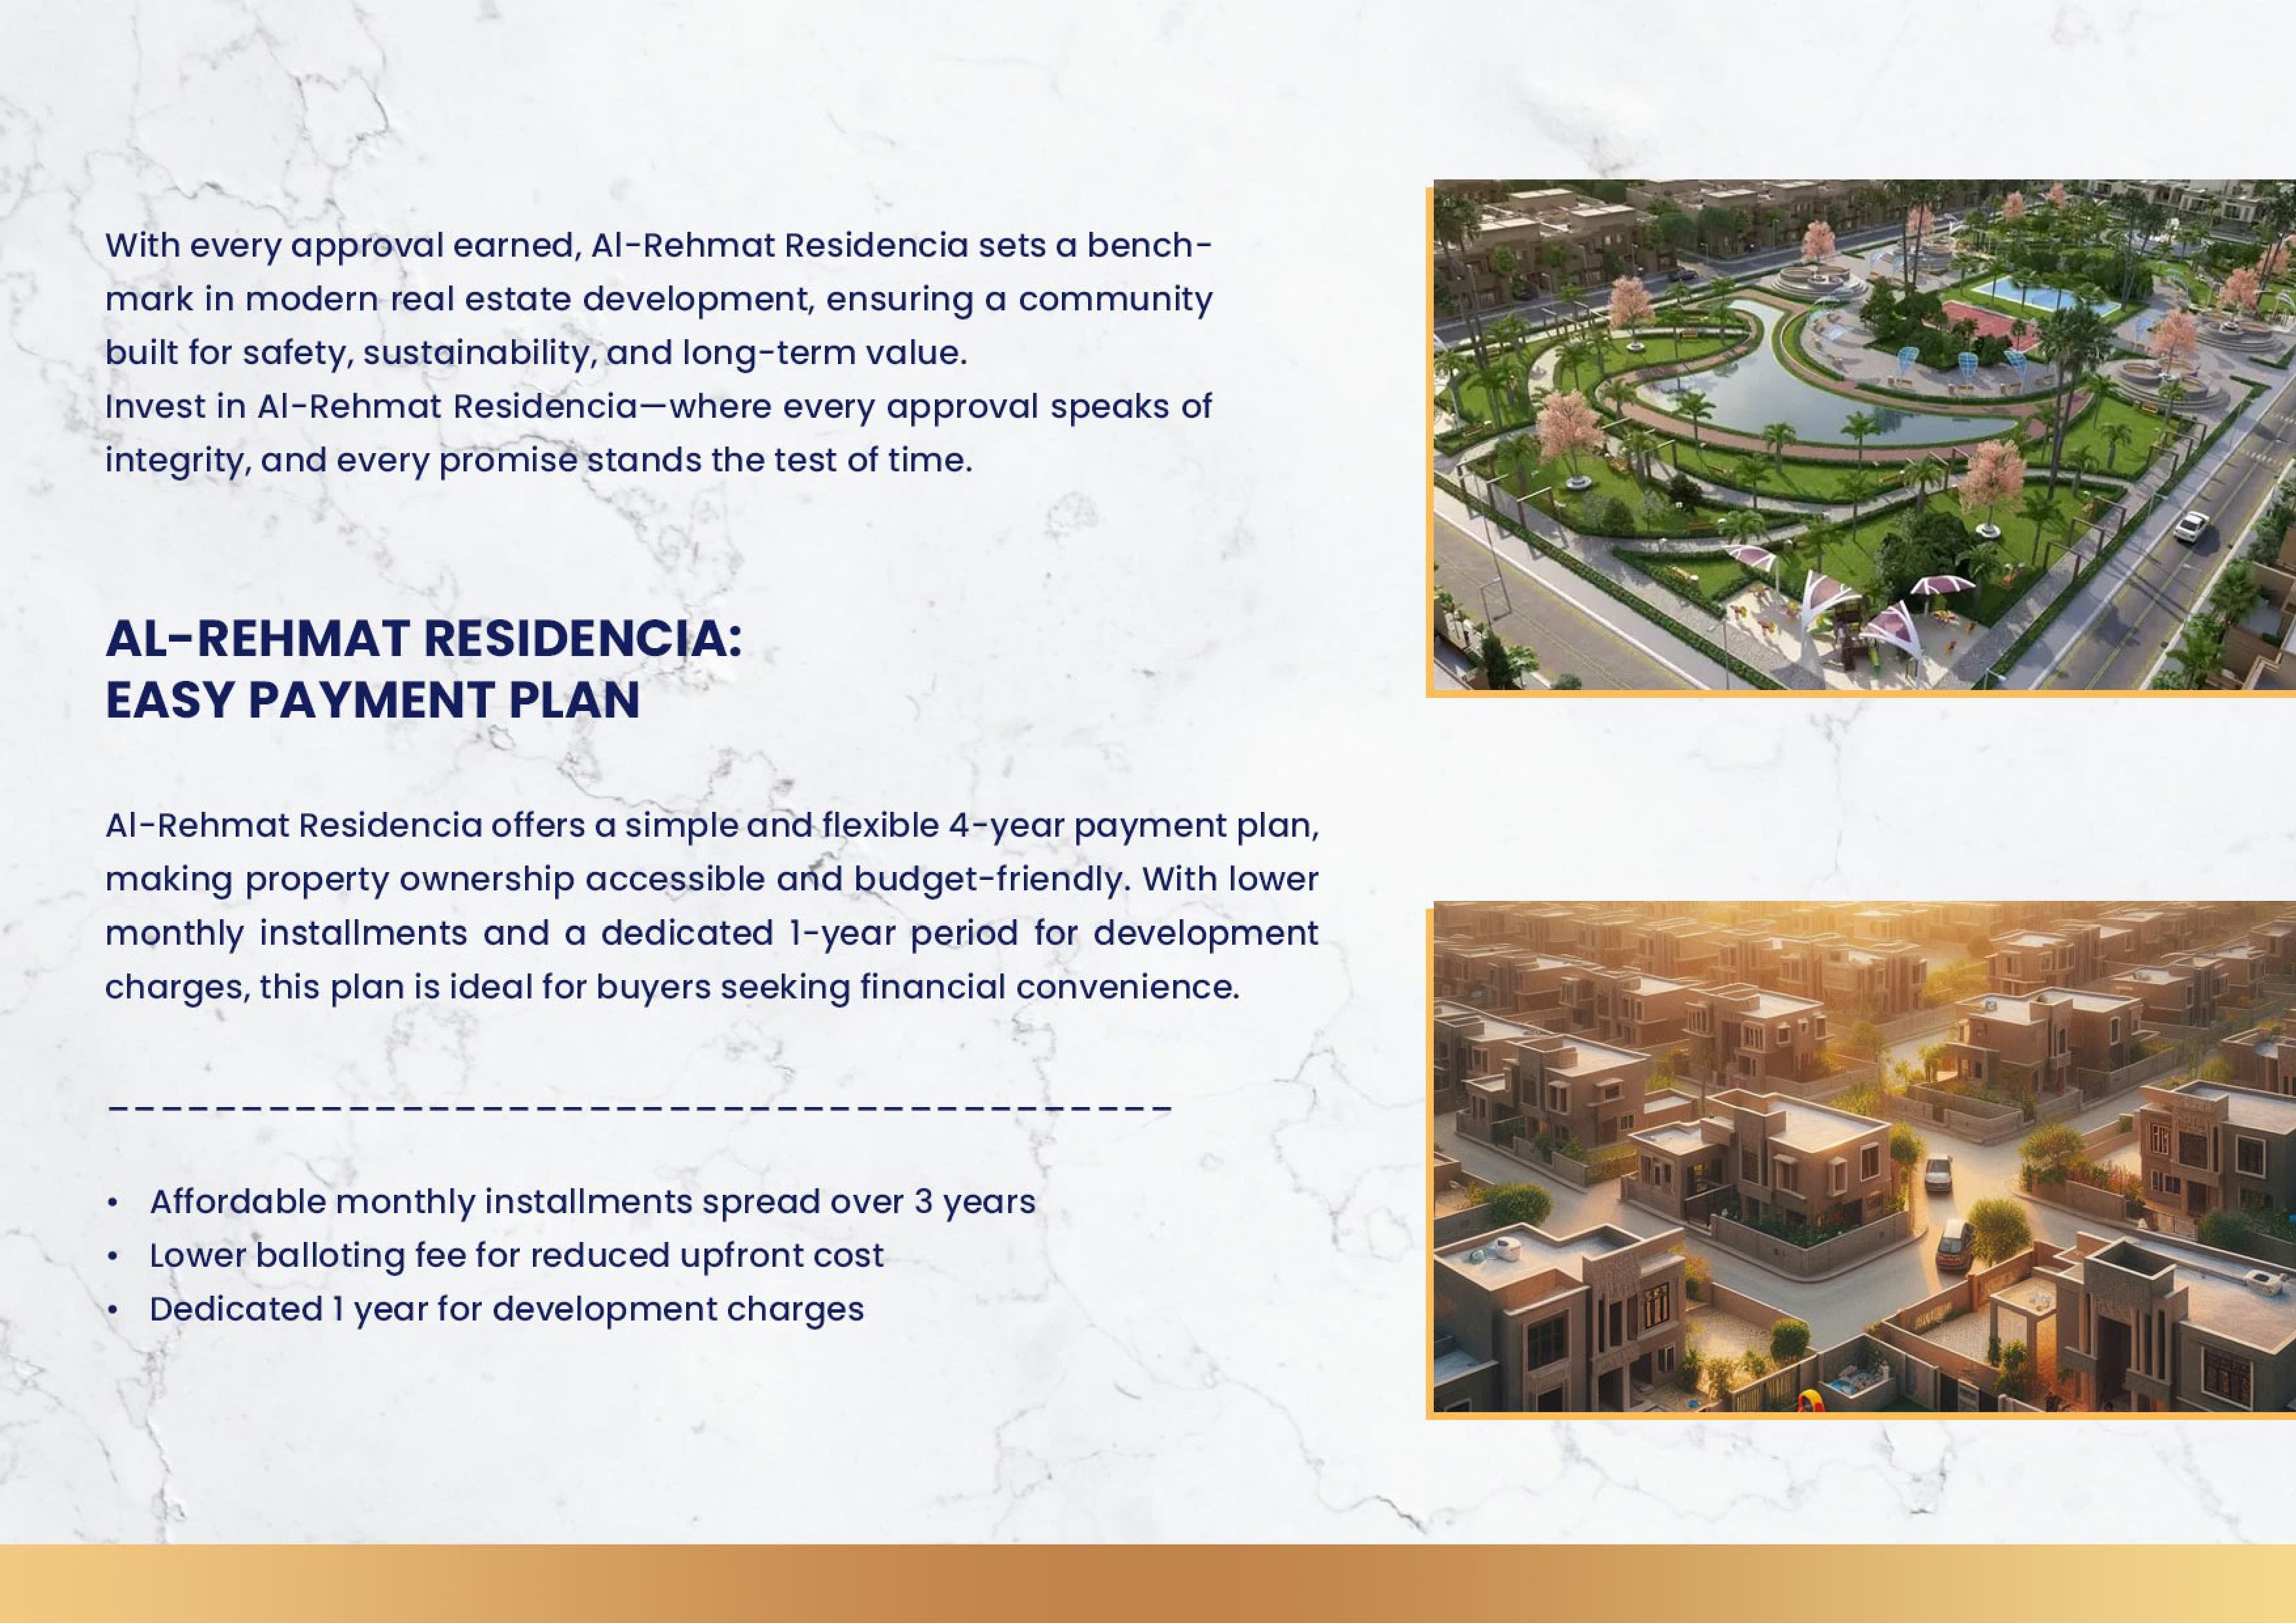 With every approval earned, Al-Rehmat Residencia sets a bench-
mark in modern real estate development, ensuring a community
built for safety, sustainability, and long-term value.
Invest in Al-Rehmat Residencia—where every approval speaks of
integrity, and every promise stands the test of time.
AL-REHMAT RESIDENCIA:
EASY PAYMENT PLAN
Al-Rehmat Residencia offers a simple and flexible 4-year payment plan,
making property ownership accessible and budget-friendly. With lower
monthly installments and a dedicated 1-year period for development
charges, this plan is ideal for buyers seeking financial convenience.
• Affordable monthly installments spread over 3 years
• Lower balloting fee for reduced upfront cost
• Dedicated 1 year for development charges